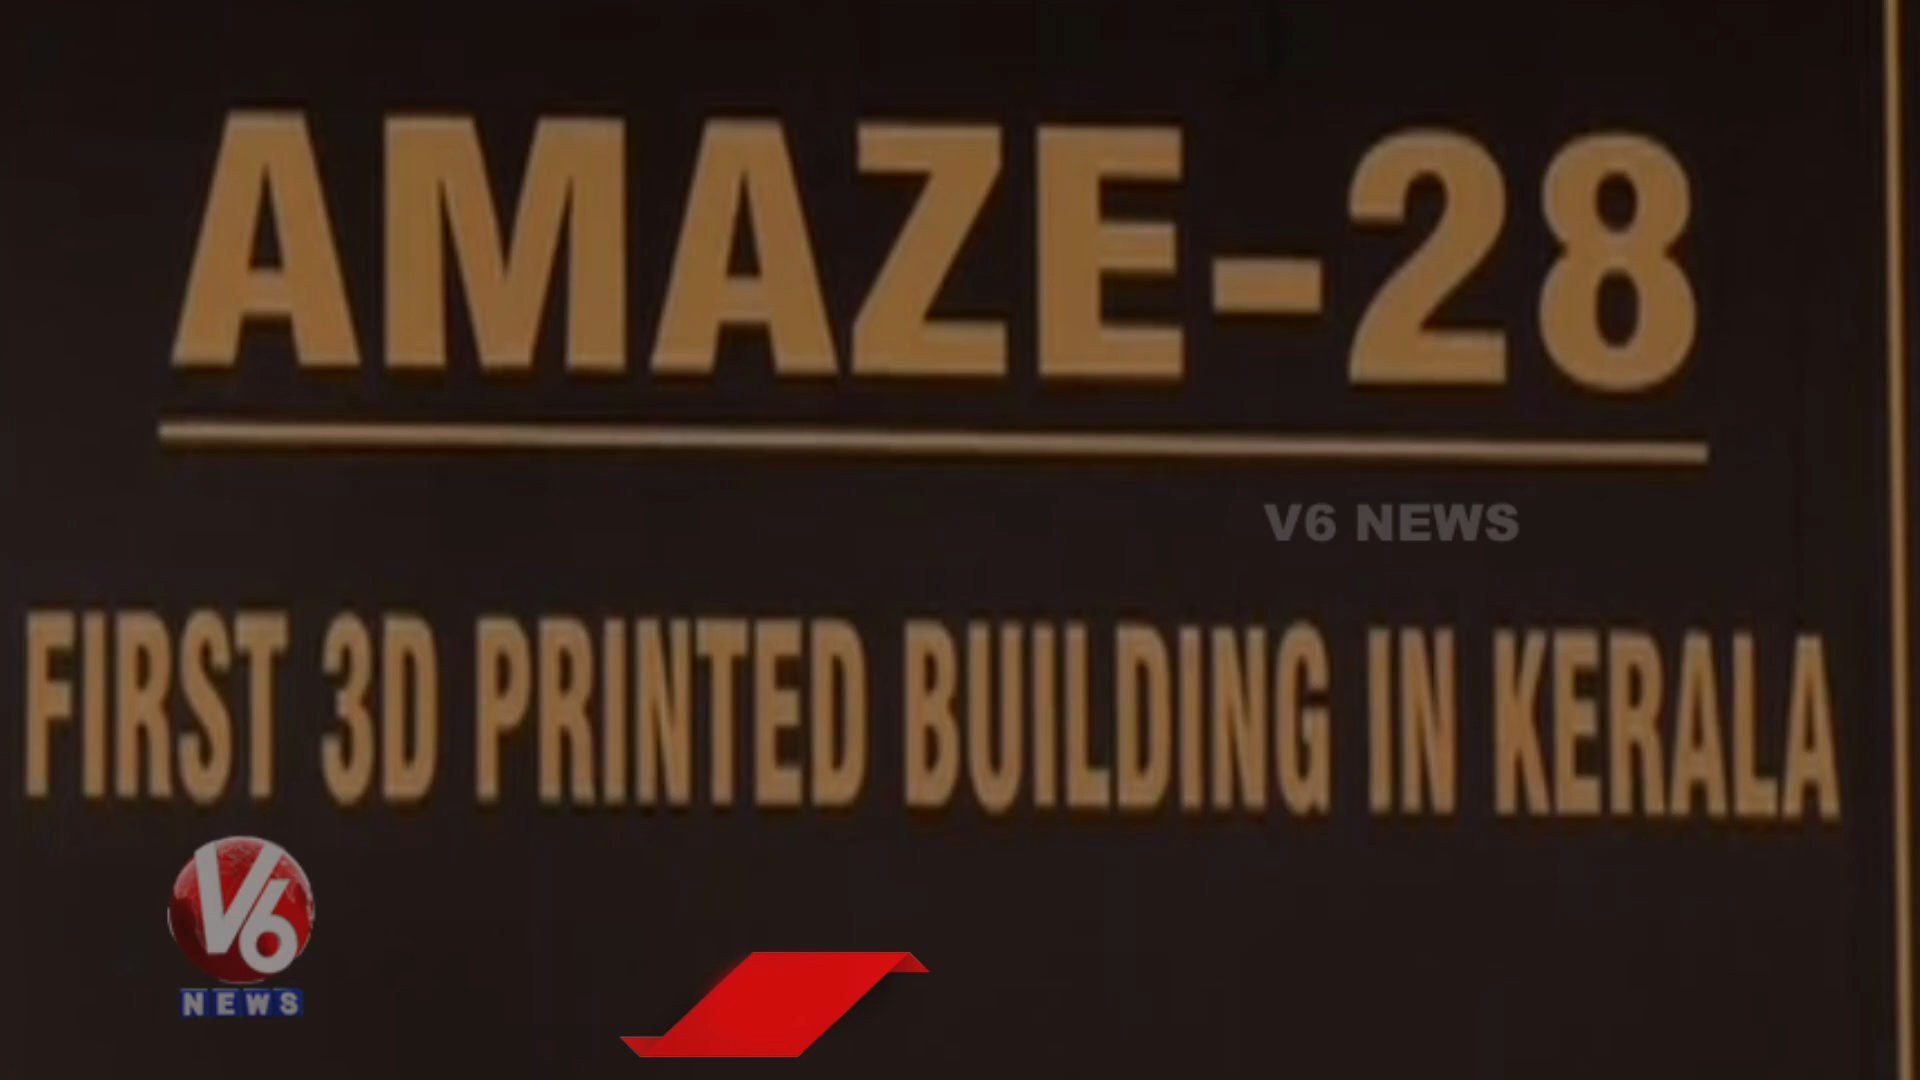 AMAZE-28
V6 NEWS
FIRST 3D PRINTED BUILDING IN KERALA
V6
NEWS